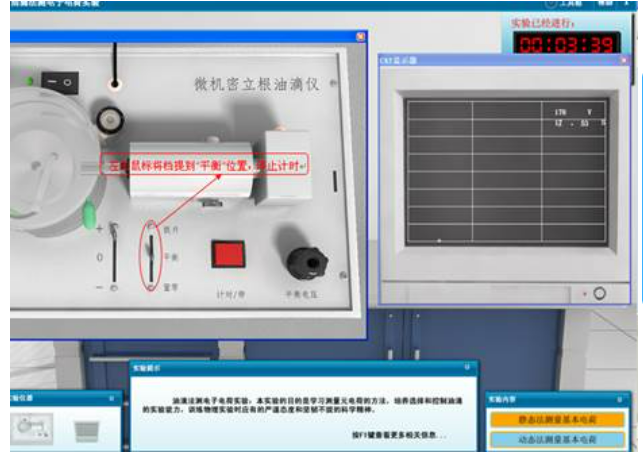 油滴法测电子电荷实验
工具箱
实验已经进行：
00:03:39
CRT显示器
微机密立根油滴仪
178 V
12 . 55 S
左击鼠标将档提到“平衡”位置，停止计时
+
0
-
提升
平衡
计时/停
平衡电压
实验提示
油滴法测电子电荷实验：本实验的目的是学习测量元电荷的方法，培养选择和控制油滴
的实验能力，训练物理实验时应有的严谨态度和坚韧不拔的科学精神。
按F1键查看更多相关信息...
实验仪器
实验内容
静态法测量基本电荷
动态法测量基本电荷